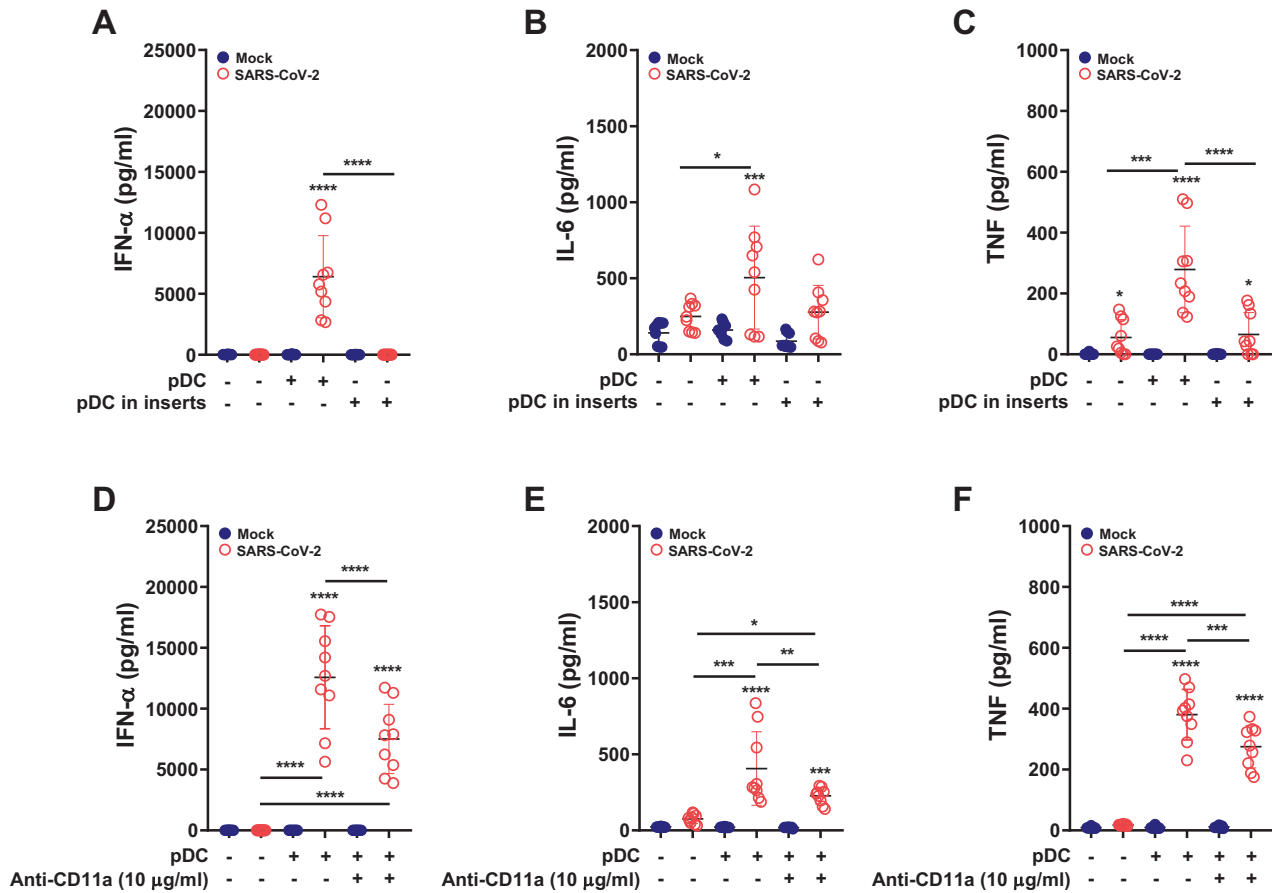 A
IFN-α (pg/ml)
25000
20000
15000
10000
5000
0
Mock
SARS-CoV-2
****
****
pDC - - + + - -
pDC in inserts - - - - + +
B
IL-6 (pg/ml)
2000
1500
1000
500
0
Mock
SARS-CoV-2
*
***
- - + + - -
- - - - + +
C
TNF (pg/ml)
1000
800
600
400
200
0
Mock
SARS-CoV-2
*** ****
****
* *
pDC - - + + - -
pDC in inserts - - - - + +
D
IFN-α (pg/ml)
25000
20000
15000
10000
5000
0
Mock
SARS-CoV-2
****
****
****
****
****
pDC - - + + + +
Anti-CD11a (10 µg/ml) - - - - + +
E
IL-6 (pg/ml)
2000
1500
1000
500
0
Mock
SARS-CoV-2
*
*** **
****
***
pDC - - + + + +
Anti-CD11a (10 µg/ml) - - - - + +
F
TNF (pg/ml)
1000
800
600
400
200
0
Mock
SARS-CoV-2
****
**** ***
****
****
pDC - - + + + +
Anti-CD11a (10 µg/ml) - - - - + +